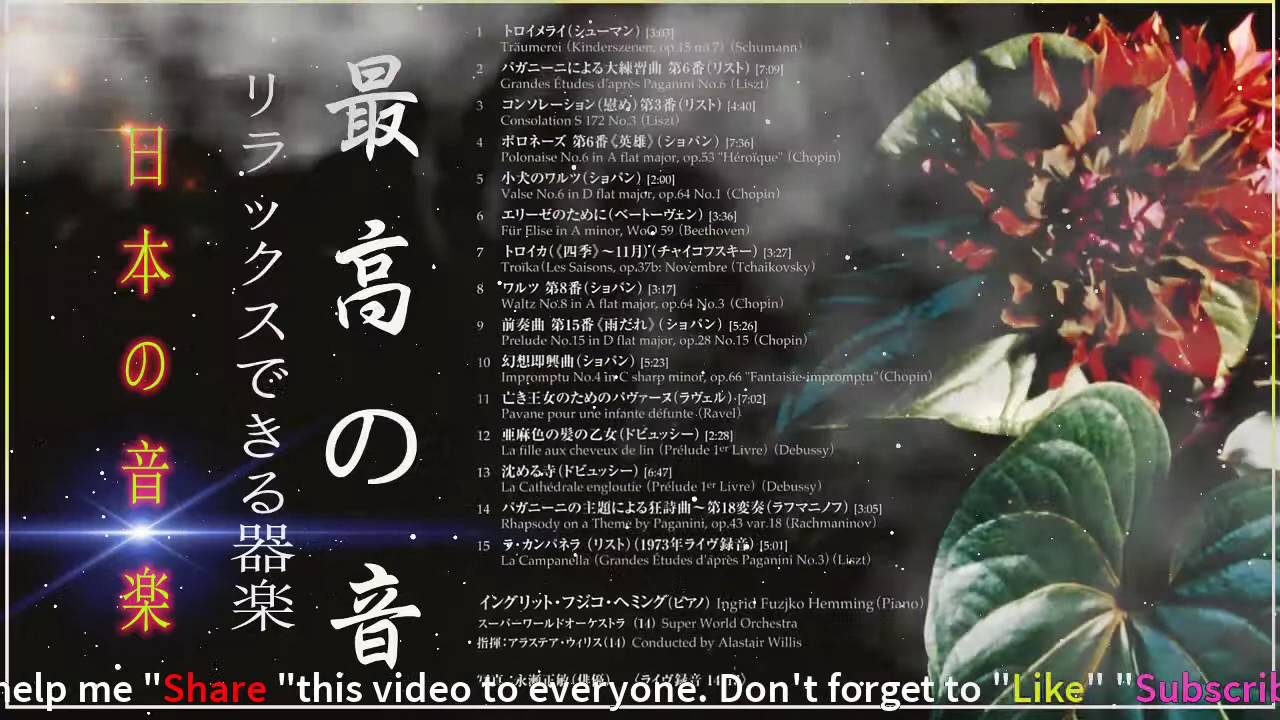 日本の音楽
リラックスできる器楽
最高の音
1 トロイメライ（シューマン） [3:03]
Träumerei (Kinderszenen, op.15 no.7) (Schumann)
2 パガニーニによる大練習曲 第6番（リスト） [7:09]
Grandes Études d'après Paganini No.6 (Liszt)
3 コンソレーション（慰め）第3番（リスト） [4:40]
Consolation S 172 No.3 (Liszt)
4 ポロネーズ 第6番《英雄》（ショパン） [7:36]
Polonaise No.6 in A flat major, op.53 "Héroïque" (Chopin)
5 小犬のワルツ（ショパン） [2:00]
Valse No.6 in D flat major, op.64 No.1 (Chopin)
6 エリーゼのために（ベートーヴェン） [3:36]
Für Elise in A minor, WoO 59 (Beethoven)
7 トロイカ（《四季》〜11月）（チャイコフスキー） [3:27]
Troïka (Les Saisons, op.37b: Novembre (Tchaikovsky)
8 ワルツ 第8番（ショパン） [3:17]
Waltz No.8 in A flat major, op.64 No.3 (Chopin)
9 前奏曲 第15番《雨だれ》（ショパン） [5:26]
Prelude No.15 in D flat major, op.28 No.15 (Chopin)
10 幻想即興曲（ショパン） [5:23]
Impromptu No.4 in C sharp minor, op.66 "Fantaisie-impromptu" (Chopin)
11 亡き王女のためのパヴァーヌ（ラヴェル） [7:02]
Pavane pour une infante défunte (Ravel)
12 亜麻色の髪の乙女（ドビュッシー） [2:28]
La fille aux cheveux de lin (Prélude 1er Livre) (Debussy)
13 沈める寺（ドビュッシー） [6:47]
La Cathédrale engloutie (Prélude 1er Livre) (Debussy)
14 パガニーニの主題による狂詩曲〜第18変奏（ラフマニノフ） [3:05]
Rhapsody on a Theme by Paganini, op.43 var.18 (Rachmaninov)
15 ラ・カンパネラ（リスト）（1973年ライヴ録音） [5:01]
La Campanella (Grandes Études d'après Paganini No.3) (Liszt)
イングリット・フジコ・ヘミング（ピアノ） Ingrid Fuzjko Hemming (Piano)
スーパーワールドオーケストラ（14） Super World Orchestra
指揮：アラステア・ウィリス（14） Conducted by Alastair Willis
help me "Share "this video to everyone. Don't forget to "Like" "Subscrib